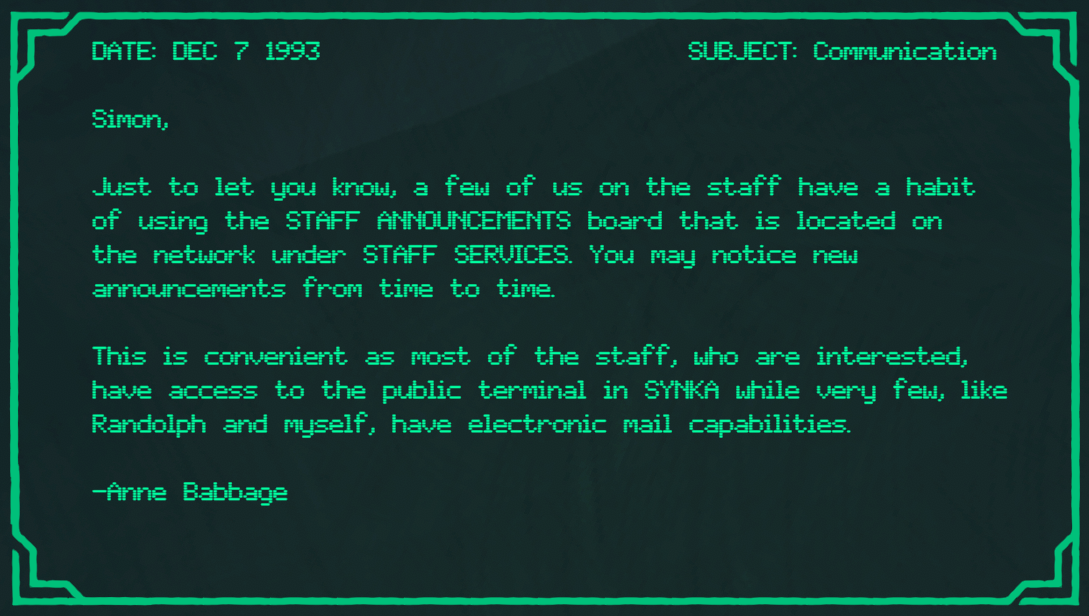 DATE: DEC 7 1993 SUBJECT: Communication
Simon,
Just to let you know, a few of us on the staff have a habit
of using the STAFF ANNOUNCEMENTS board that is located on
the network under STAFF SERVICES. You may notice new
announcements from time to time.
This is convenient as most of the staff, who are interested,
have access to the public terminal in SYNKA while very few, like
Randolph and myself, have electronic mail capabilities.
-Anne Babbage